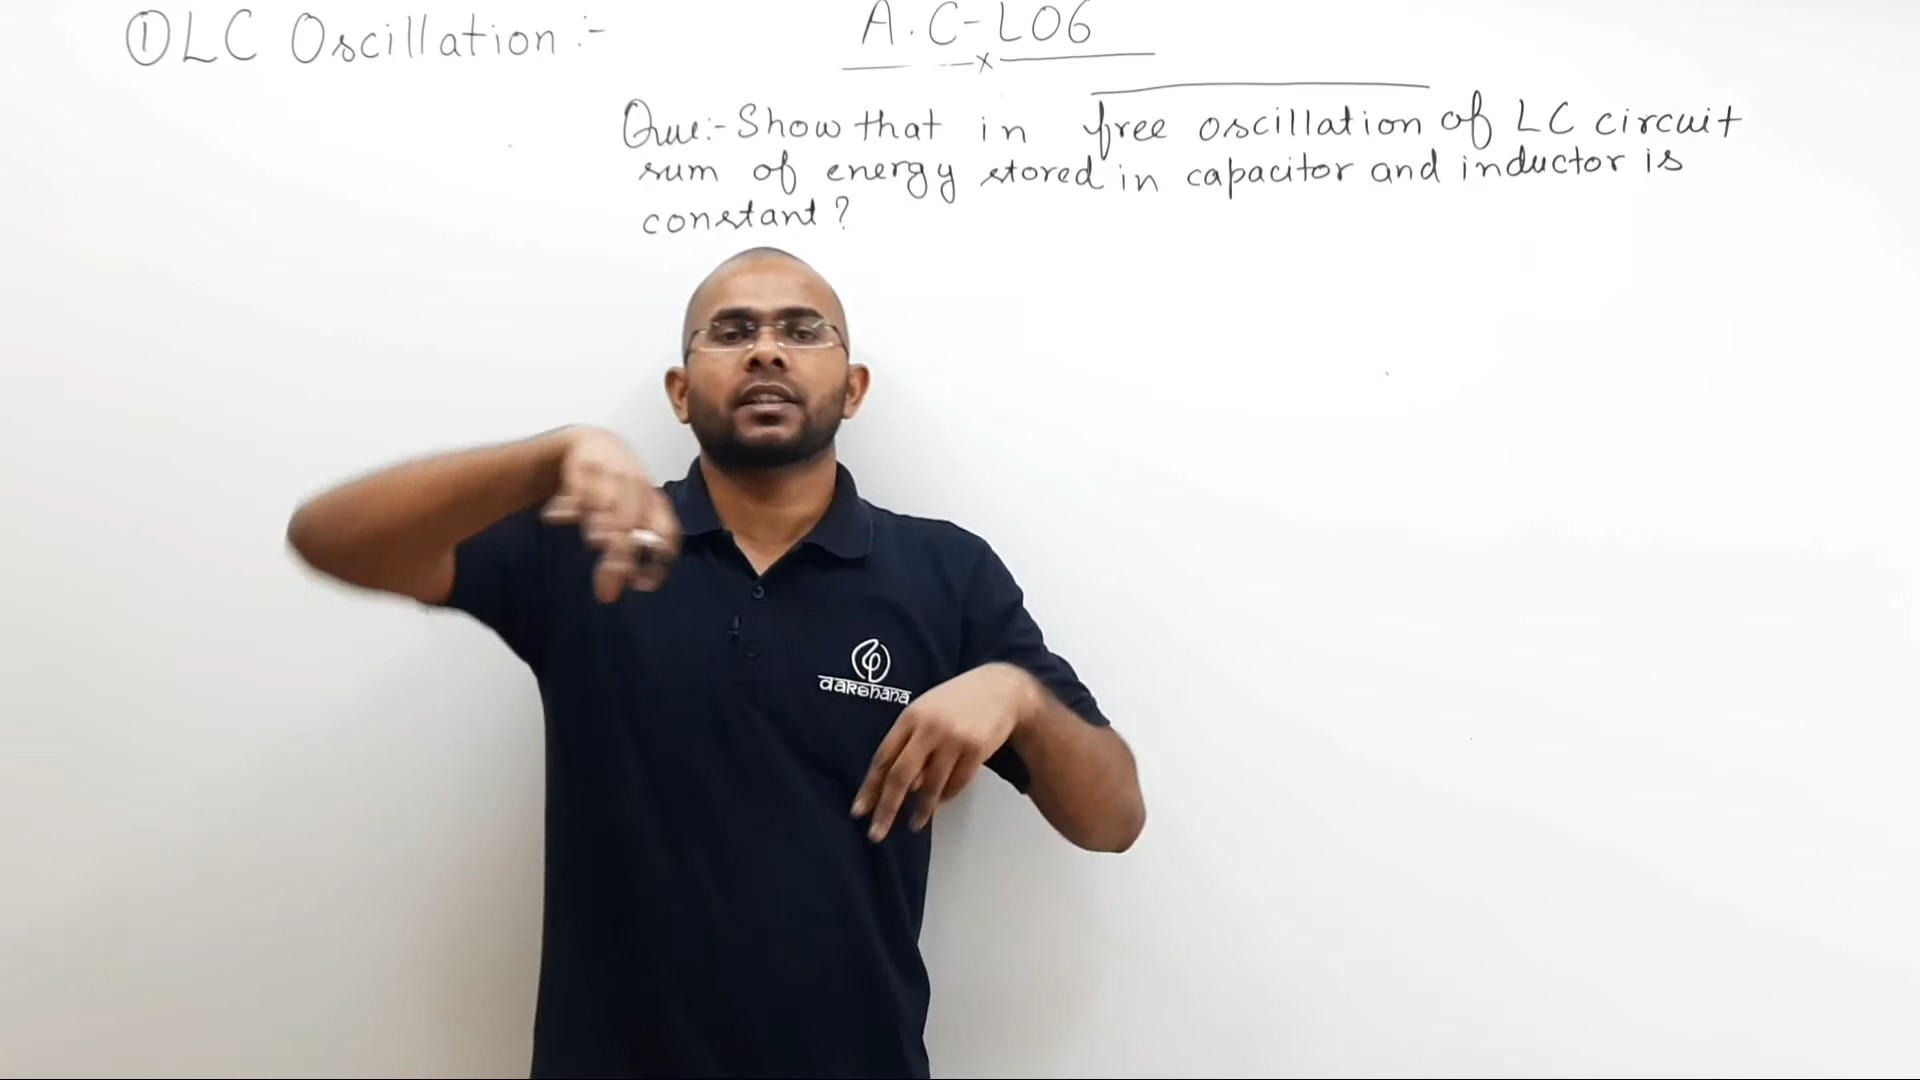 ① LC Oscillation :-
A.C-L06
x
Que:- Show that in free oscillation of LC circuit
sum of energy stored in capacitor and inductor is
constant ?
darshana